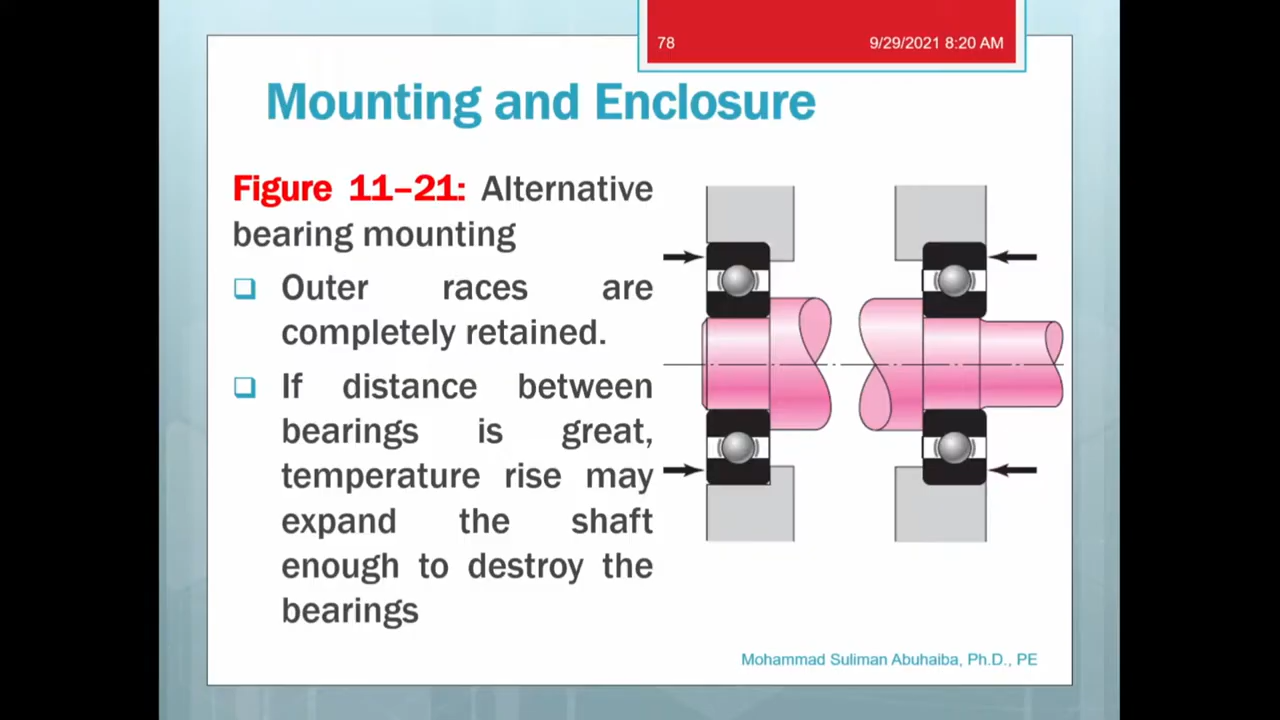 78
9/29/2021 8:20 AM
Mounting and Enclosure
Figure 11–21: Alternative
bearing mounting
Outer races are
completely retained.
If distance between
bearings is great,
temperature rise may
expand the shaft
enough to destroy the
bearings
Mohammad Suliman Abuhaiba, Ph.D., PE